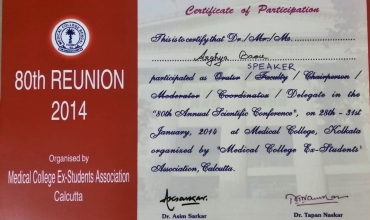 80th REUNION
2014
Organised by
Medical College Ex-Students Association
Calcutta
Certificate of Participation
This is to certify that Dr./Mr./Ms.
Arghya Basu
SPEAKER
participated as Orator / Faculty / Chairperson /
Moderator / Coordinator / Delegate in the
"80th Annual Scientific Conference", on 28th - 31st
January, 2014 at Medical College, Kolkata
organised by "Medical College Ex-Students'
Association, Calcutta.
Dr. Asim Sarkar
Dr. Tapan Naskar